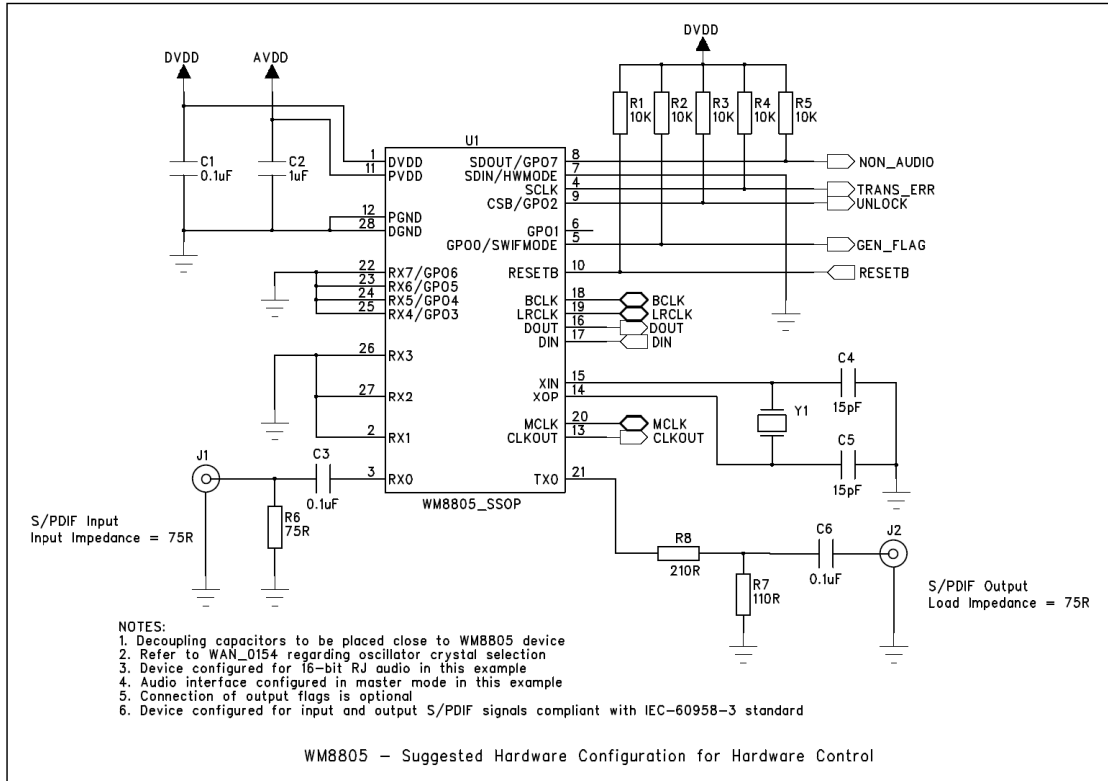 DVDD AVDD DVDD
R1 10K
R2 10K
R3 10K
R4 10K
R5 10K
C1 0.1uF
C2 1uF
U1
1 DVDD
11 PVDD
12 PGND
28 DGND
22 RX7/GPO6
23 RX6/GPO5
24 RX5/GPO4
25 RX4/GPO3
26 RX3
27 RX2
2 RX1
3 RX0
SDOUT/GPO7 8 NON_AUDIO
SDIN/HWMODE 7
SCLK 4 TRANS_ERR
CSB/GPO2 9 UNLOCK
GPO1 6
GPO0/SWIFMODE 5 GEN_FLAG
RESETB 10 RESETB
BCLK 18 BCLK
LRCLK 19 LRCLK
DOUT 16 DOUT
DIN 17 DIN
XIN 15
XOP 14
MCLK 20 MCLK
CLKOUT 13 CLKOUT
TX0 21
WM8805_SSOP
C4
15pF
Y1
C5
15pF
J1
C3
0.1uF
R6
75R
S/PDIF Input
Input Impedance = 75R
R8
210R
R7
110R
C6
0.1uF
J2
S/PDIF Output
Load Impedance = 75R
NOTES:
1. Decoupling capacitors to be placed close to WM8805 device
2. Refer to WAN_0154 regarding oscillator crystal selection
3. Device configured for 16-bit RJ audio in this example
4. Audio interface configured in master mode in this example
5. Connection of output flags is optional
6. Device configured for input and output S/PDIF signals compliant with IEC-60958-3 standard
WM8805 – Suggested Hardware Configuration for Hardware Control